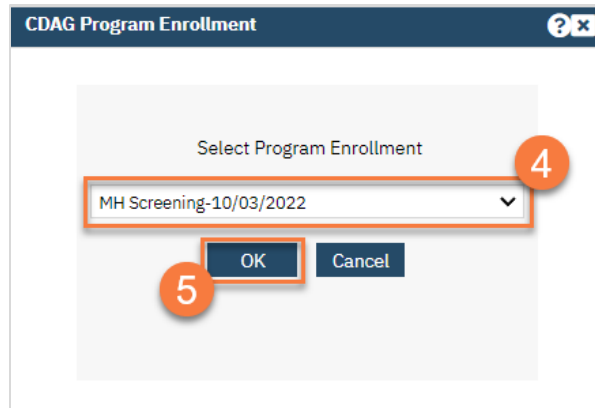 CDAG Program Enrollment
?
Select Program Enrollment
4
MH Screening-10/03/2022
OK Cancel
5